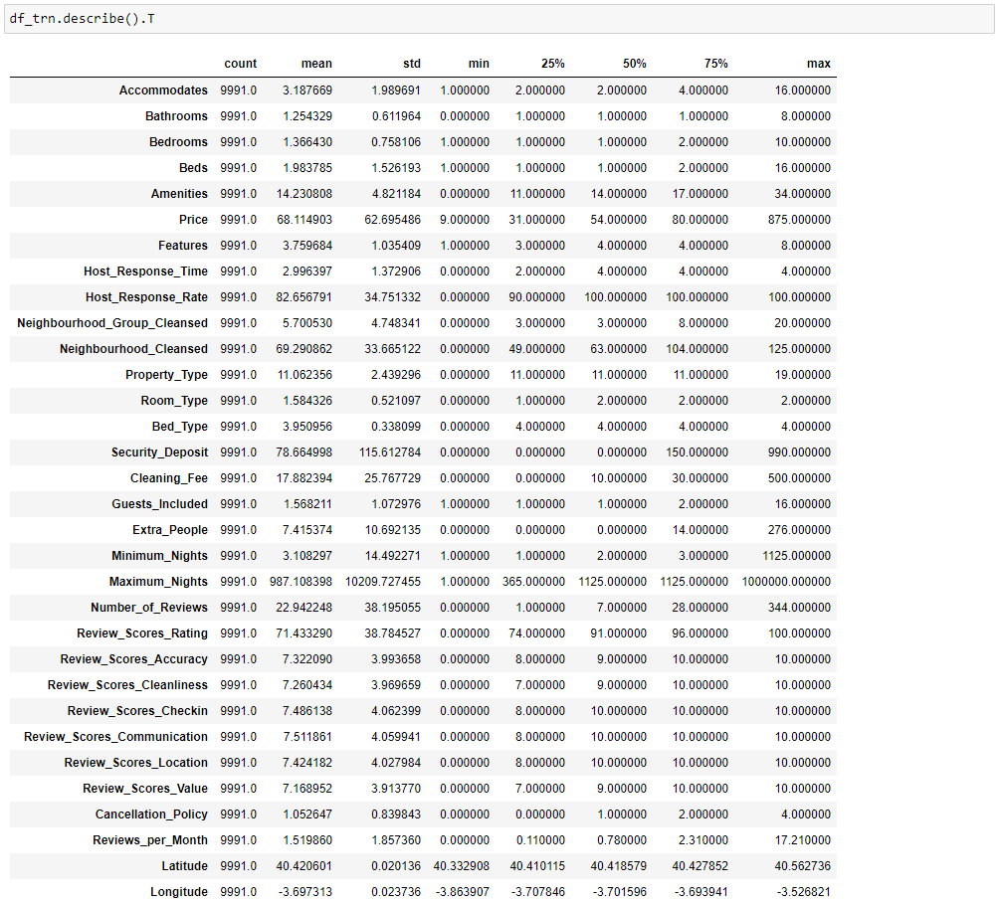 df_trn.describe().T
count mean std min 25% 50% 75% max
Accommodates 9991.0 3.187669 1.989691 1.000000 2.000000 2.000000 4.000000 16.000000
Bathrooms 9991.0 1.254329 0.611964 0.000000 1.000000 1.000000 1.000000 8.000000
Bedrooms 9991.0 1.366430 0.758106 1.000000 1.000000 1.000000 2.000000 10.000000
Beds 9991.0 1.983785 1.526193 1.000000 1.000000 1.000000 2.000000 16.000000
Amenities 9991.0 14.230808 4.821184 0.000000 11.000000 14.000000 17.000000 34.000000
Price 9991.0 68.114903 62.695486 9.000000 31.000000 54.000000 80.000000 875.000000
Features 9991.0 3.759684 1.035409 1.000000 3.000000 4.000000 4.000000 8.000000
Host_Response_Time 9991.0 2.996397 1.372906 0.000000 2.000000 4.000000 4.000000 4.000000
Host_Response_Rate 9991.0 82.656791 34.751332 0.000000 90.000000 100.000000 100.000000 100.000000
Neighbourhood_Group_Cleansed 9991.0 5.700530 4.748341 0.000000 3.000000 3.000000 8.000000 20.000000
Neighbourhood_Cleansed 9991.0 69.290862 33.665122 0.000000 49.000000 63.000000 104.000000 125.000000
Property_Type 9991.0 11.062356 2.439296 0.000000 11.000000 11.000000 11.000000 19.000000
Room_Type 9991.0 1.584326 0.521097 0.000000 1.000000 2.000000 2.000000 2.000000
Bed_Type 9991.0 3.950956 0.338099 0.000000 4.000000 4.000000 4.000000 4.000000
Security_Deposit 9991.0 78.664998 115.612784 0.000000 0.000000 0.000000 150.000000 990.000000
Cleaning_Fee 9991.0 17.882394 25.767729 0.000000 0.000000 10.000000 30.000000 500.000000
Guests_Included 9991.0 1.568211 1.072976 0.000000 1.000000 1.000000 2.000000 16.000000
Extra_People 9991.0 7.415374 10.692135 0.000000 0.000000 0.000000 14.000000 276.000000
Minimum_Nights 9991.0 3.108297 14.492271 1.000000 1.000000 2.000000 3.000000 1125.000000
Maximum_Nights 9991.0 987.108398 10209.727455 1.000000 365.000000 1125.000000 1125.000000 1000000.000000
Number_of_Reviews 9991.0 22.942248 38.195055 0.000000 1.000000 7.000000 28.000000 344.000000
Review_Scores_Rating 9991.0 71.433290 38.784527 0.000000 74.000000 91.000000 96.000000 100.000000
Review_Scores_Accuracy 9991.0 7.322090 3.993658 0.000000 8.000000 9.000000 10.000000 10.000000
Review_Scores_Cleanliness 9991.0 7.260434 3.969659 0.000000 7.000000 9.000000 10.000000 10.000000
Review_Scores_Checkin 9991.0 7.486138 4.062399 0.000000 8.000000 10.000000 10.000000 10.000000
Review_Scores_Communication 9991.0 7.511861 4.059941 0.000000 8.000000 10.000000 10.000000 10.000000
Review_Scores_Location 9991.0 7.424182 4.027984 0.000000 8.000000 10.000000 10.000000 10.000000
Review_Scores_Value 9991.0 7.168952 3.913770 0.000000 7.000000 9.000000 10.000000 10.000000
Cancellation_Policy 9991.0 1.052647 0.839843 0.000000 0.000000 1.000000 2.000000 4.000000
Reviews_per_Month 9991.0 1.519860 1.857360 0.000000 0.110000 0.780000 2.310000 17.210000
Latitude 9991.0 40.420601 0.020136 40.332908 40.410115 40.418579 40.427852 40.562736
Longitude 9991.0 -3.697313 0.023736 -3.863907 -3.707846 -3.701596 -3.693941 -3.526821